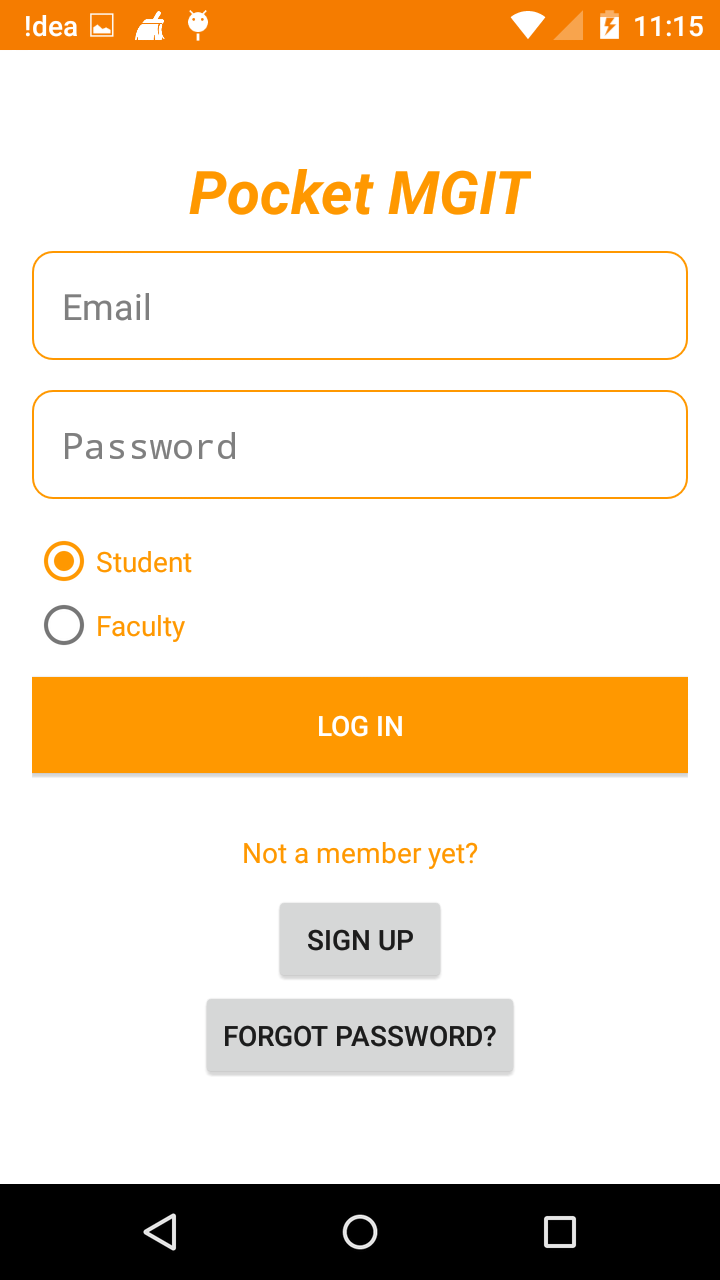 !dea 11:15
Pocket MGIT
Email
Password
Student
Faculty
LOG IN
Not a member yet?
SIGN UP
FORGOT PASSWORD?